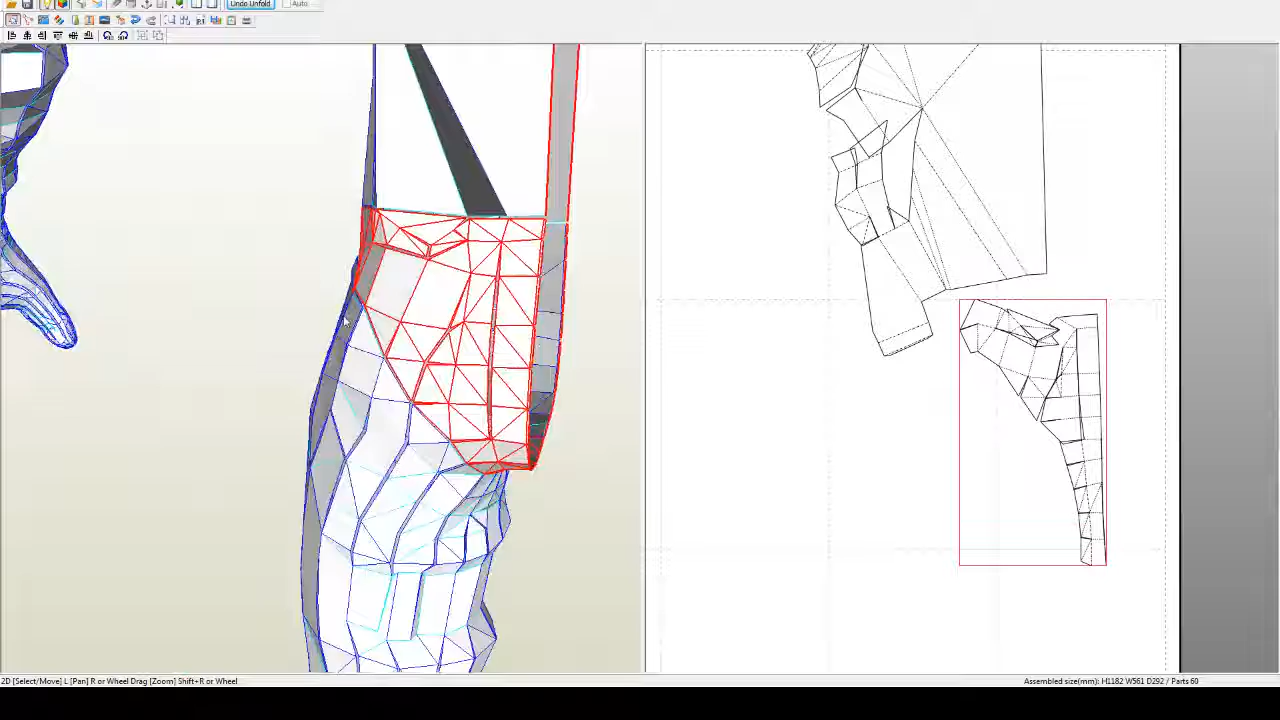 Undo Unfold
Auto
2D [Select/Move] L [Pan] R or Wheel Drag [Zoom] Shift+R or Wheel
Assembled size(mm): H1182 W561 D292 / Parts 60